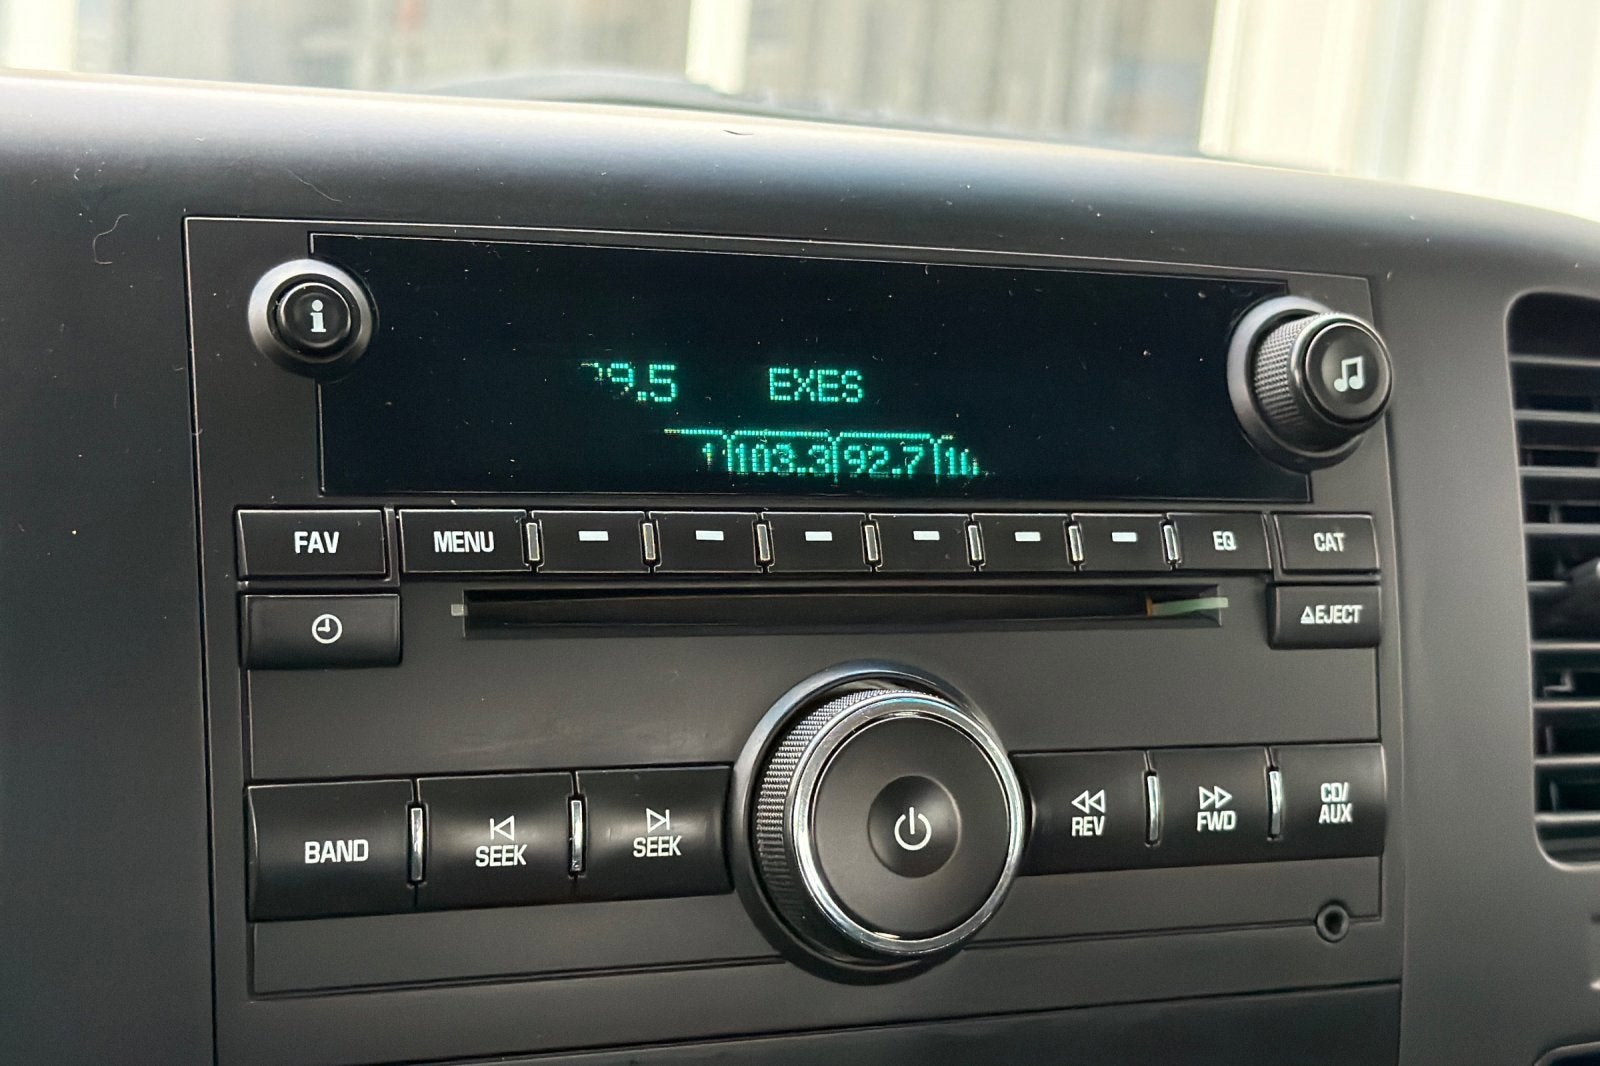 i
9.5 EXES
103.3 92.7 10
FAV MENU EQ CAT
EJECT
BAND SEEK SEEK REV FWD CD/
AUX